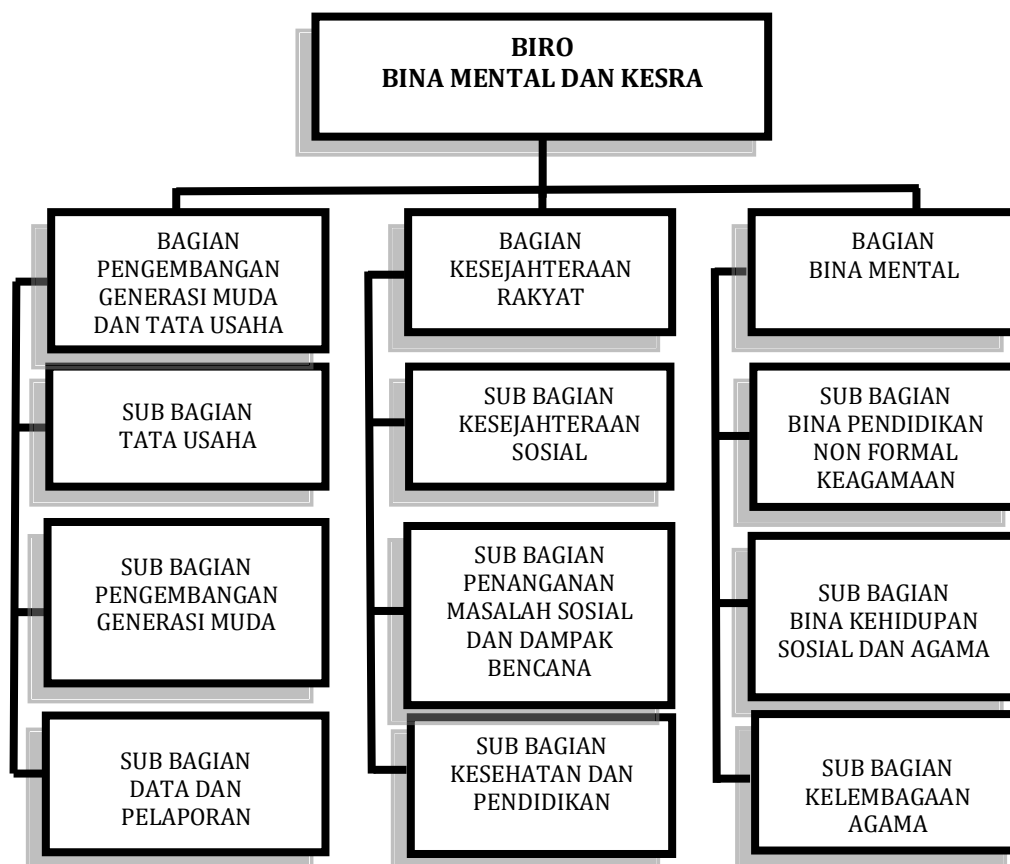 BIRO
BINA MENTAL DAN KESRA
BAGIAN
PENGEMBANGAN
GENERASI MUDA
DAN TATA USAHA
SUB BAGIAN
TATA USAHA
SUB BAGIAN
PENGEMBANGAN
GENERASI MUDA
SUB BAGIAN
DATA DAN
PELAPORAN
BAGIAN
KESEJAHTERAAN
RAKYAT
SUB BAGIAN
KESEJAHTERAAN
SOSIAL
SUB BAGIAN
PENANGANAN
MASALAH SOSIAL
DAN DAMPAK
BENCANA
SUB BAGIAN
KESEHATAN DAN
PENDIDIKAN
BAGIAN
BINA MENTAL
SUB BAGIAN
BINA PENDIDIKAN
NON FORMAL
KEAGAMAAN
SUB BAGIAN
BINA KEHIDUPAN
SOSIAL DAN AGAMA
SUB BAGIAN
KELEMBAGAAN
AGAMA